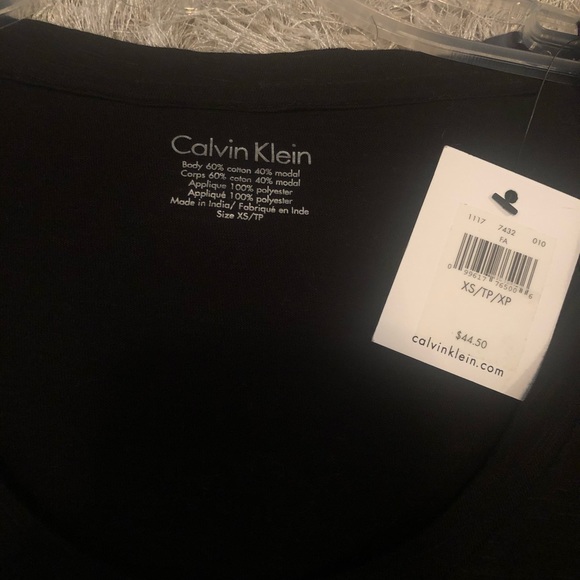 Calvin Klein
Body 60% cotton 40% modal
Corps 60% coton 40% modal
Applique 100% polyester
Appliqué 100% polyester
Made in India/ Fabriqué en Inde
Size XS/TP
1117 7432 010
FA
XS/TP/XP
$44.50
calvinklein.com